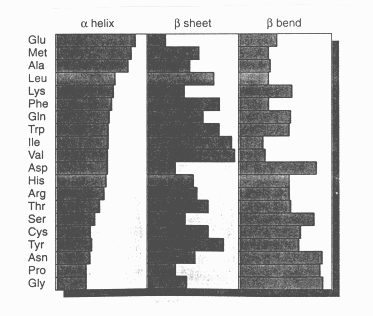 α helix β sheet β bend
Glu
Met
Ala
Leu
Lys
Phe
Gln
Trp
Ile
Val
Asp
His
Arg
Thr
Ser
Cys
Tyr
Asn
Pro
Gly